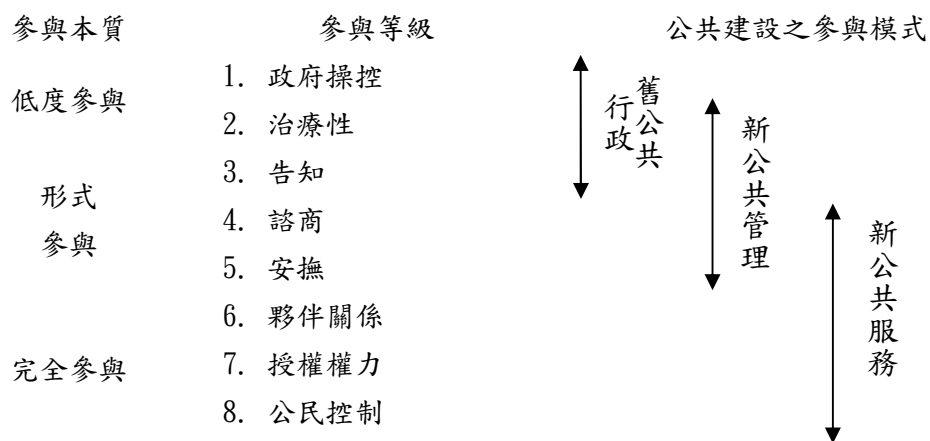 參與本質 參與等級 公共建設之參與模式
低度參與
1. 政府操控
2. 治療性
形式
參與
3. 告知
4. 諮商
5. 安撫
完全參與
6. 夥伴關係
7. 授權權力
8. 公民控制
舊公共
行政
新公共管理
新公共服務